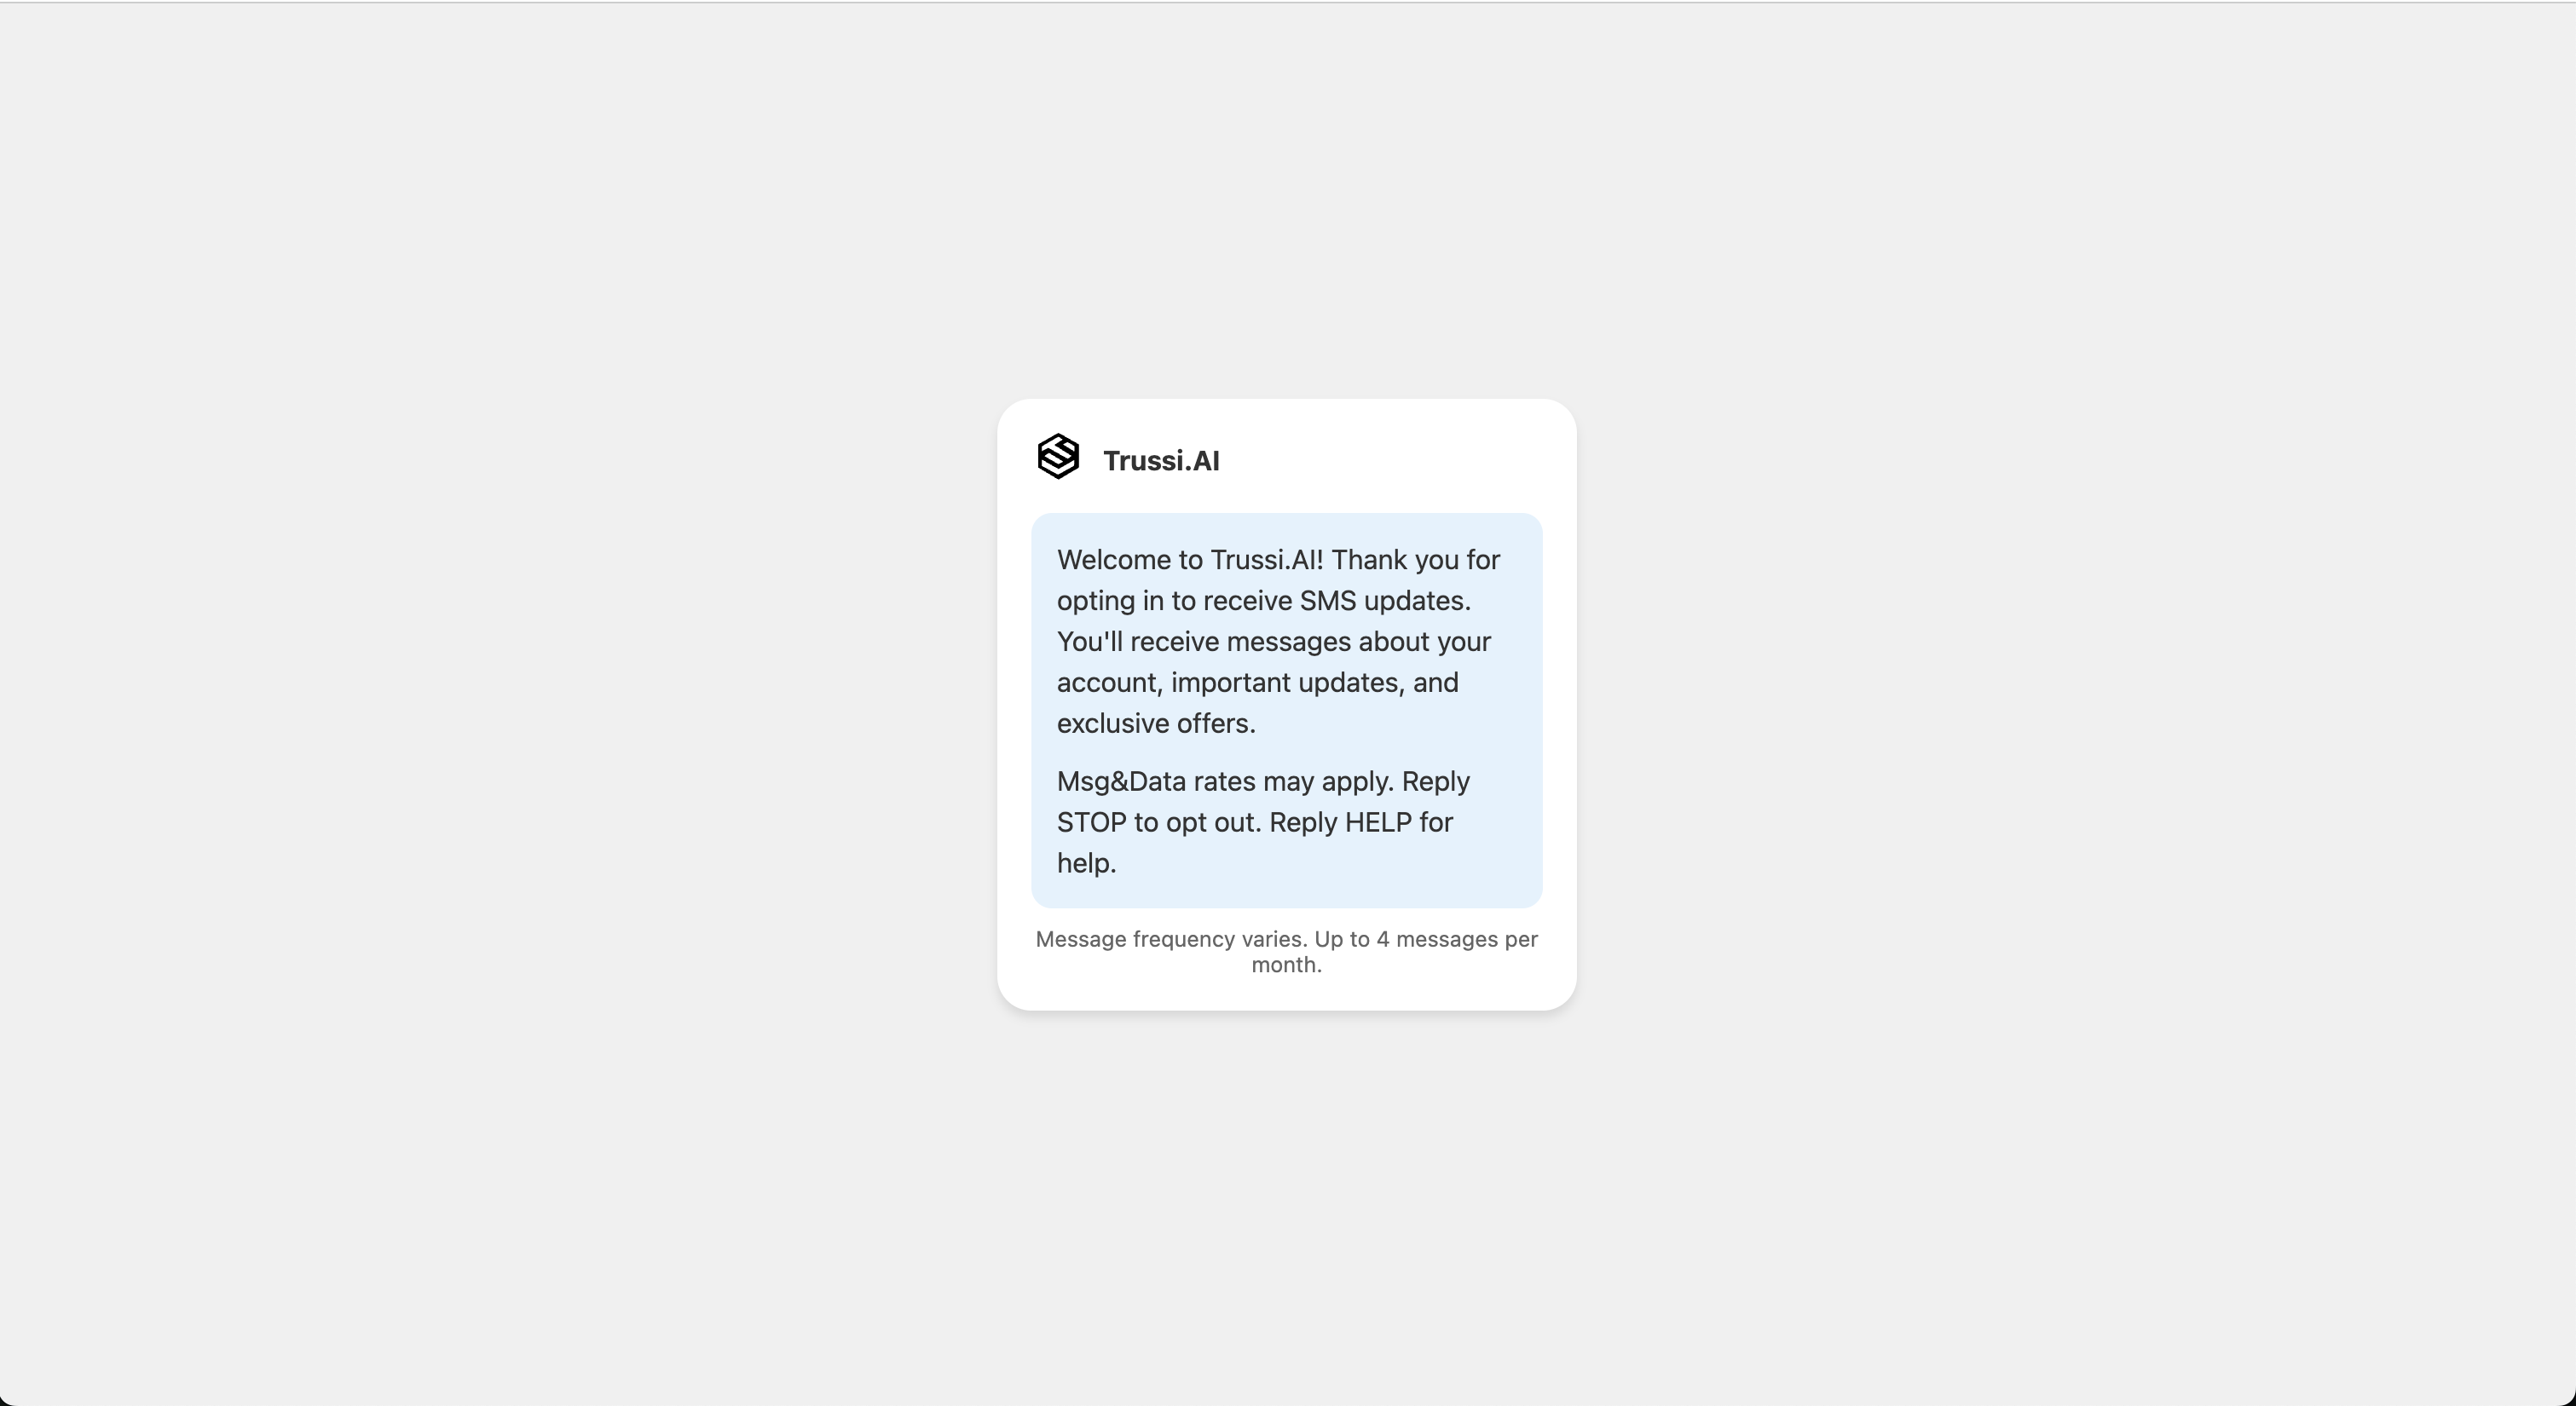 Trussi.AI
Welcome to Trussi.AI! Thank you for
opting in to receive SMS updates.
You'll receive messages about your
account, important updates, and
exclusive offers.
Msg&Data rates may apply. Reply
STOP to opt out. Reply HELP for
help.
Message frequency varies. Up to 4 messages per
month.